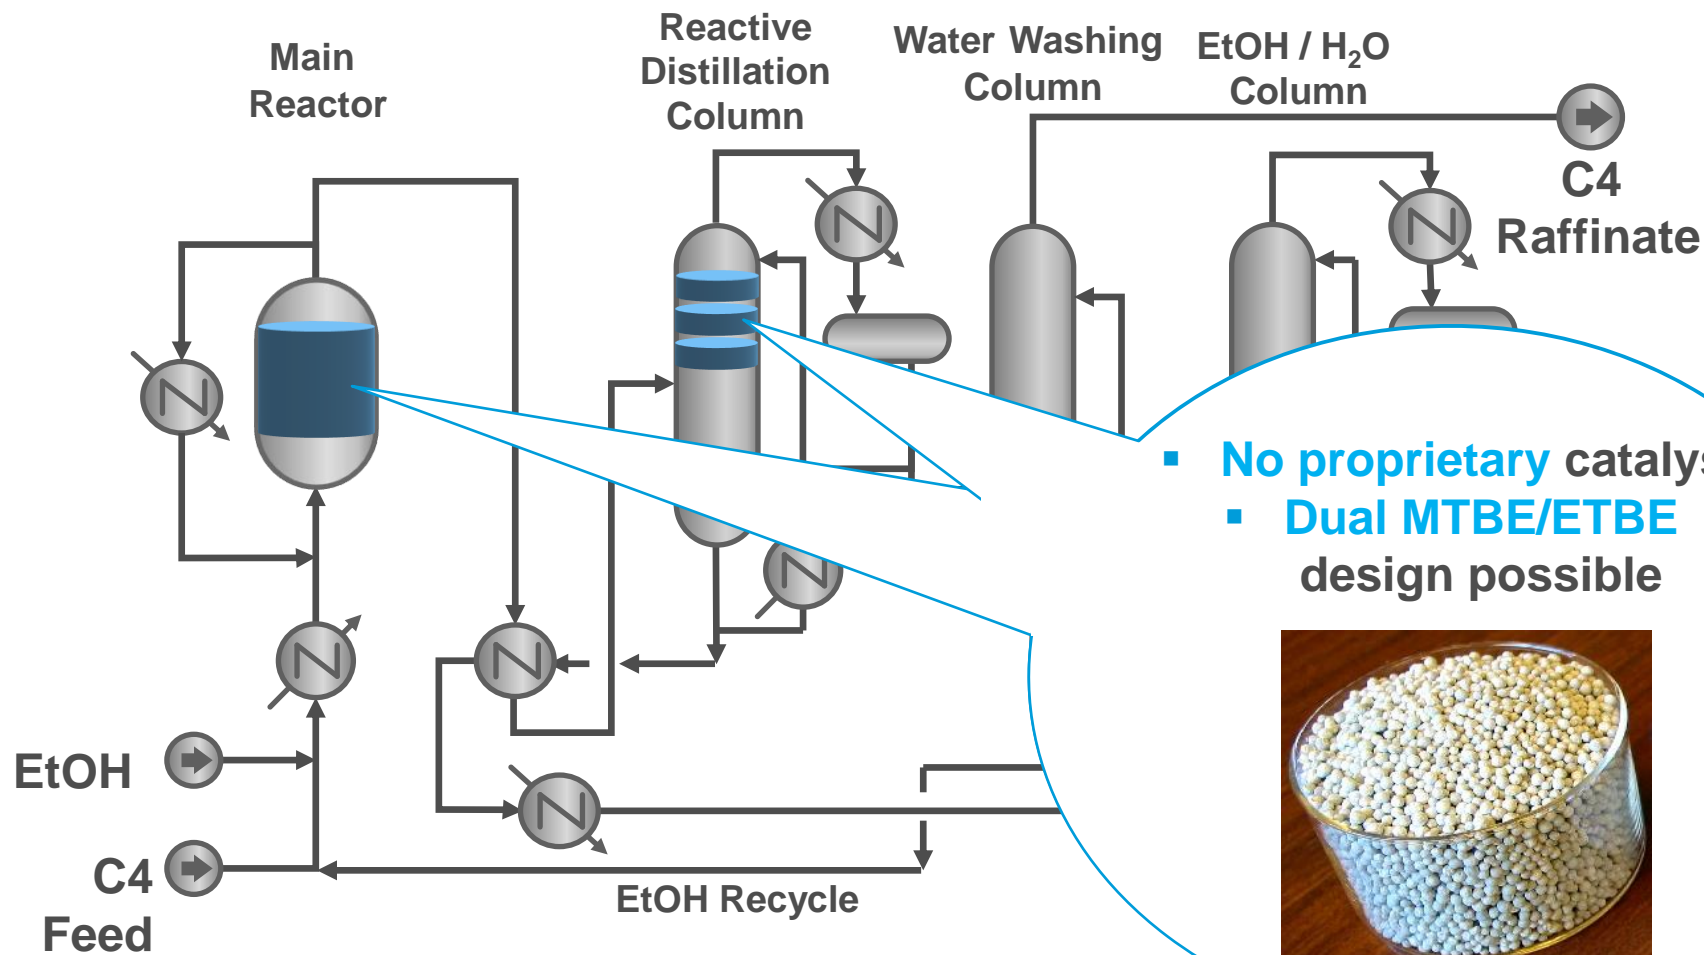 Main
Reactor
Reactive
Distillation
Column
Water Washing
Column
EtOH / H₂O
Column
C4
Raffinate
▪ No proprietary catalys
▪ Dual MTBE/ETBE
design possible
EtOH
C4
Feed
EtOH Recycle